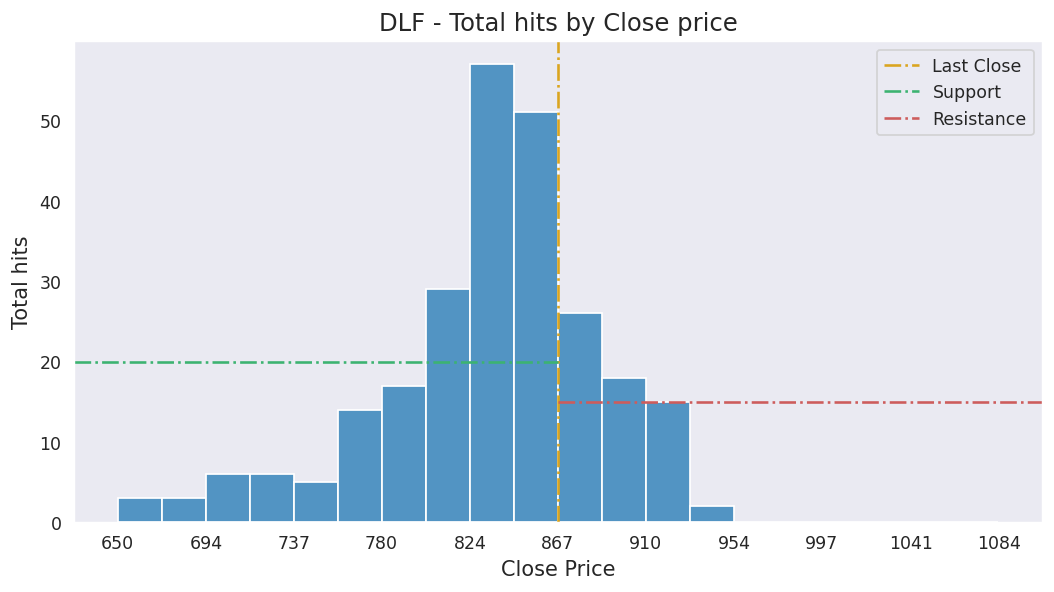 DLF - Total hits by Close price
Last Close
Support
Resistance
50
40
30
20
10
0
Total hits
650 694 737 780 824 867 910 954 997 1041 1084
Close Price